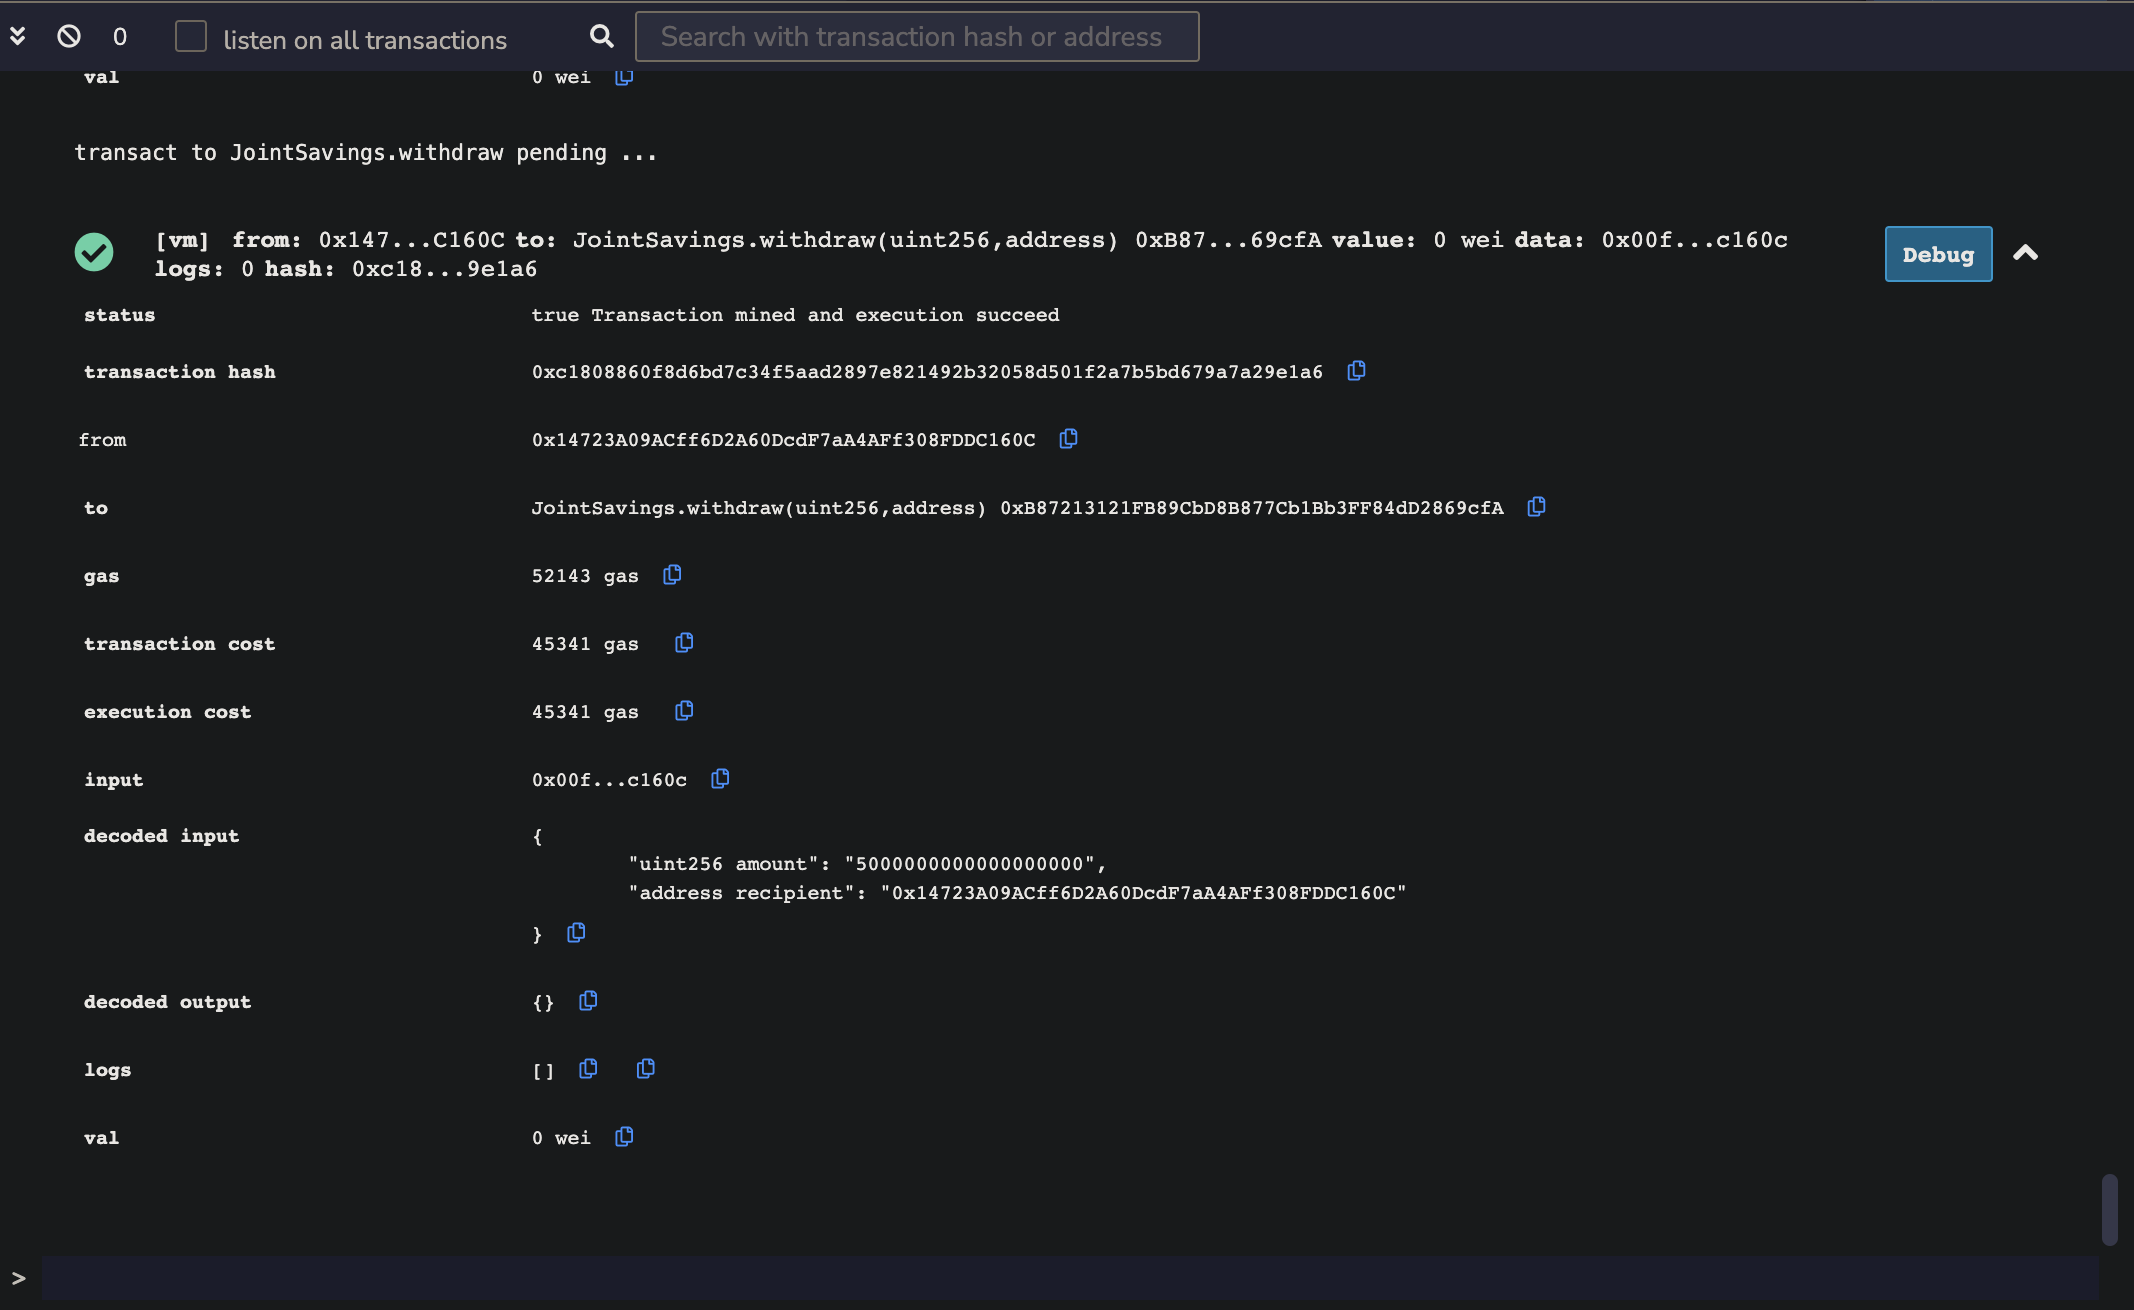 0 listen on all transactions Search with transaction hash or address
val 0 wei
transact to JointSavings.withdraw pending ...
[vm] from: 0x147...C160C to: JointSavings.withdraw(uint256,address) 0xB87...69cfA value: 0 wei data: 0x00f...c160c
logs: 0 hash: 0xc18...9e1a6
Debug
status true Transaction mined and execution succeed
transaction hash 0xc1808860f8d6bd7c34f5aad2897e821492b32058d501f2a7b5bd679a7a29e1a6
from 0x14723A09ACff6D2A60DcdF7aA4AFf308FDDC160C
to JointSavings.withdraw(uint256,address) 0xB87213121FB89CbD8B877Cb1Bb3FF84dD2869cfA
gas 52143 gas
transaction cost 45341 gas
execution cost 45341 gas
input 0x00f...c160c
decoded input {
"uint256 amount": "5000000000000000000",
"address recipient": "0x14723A09ACff6D2A60DcdF7aA4AFf308FDDC160C"
}
decoded output {}
logs []
val 0 wei
>